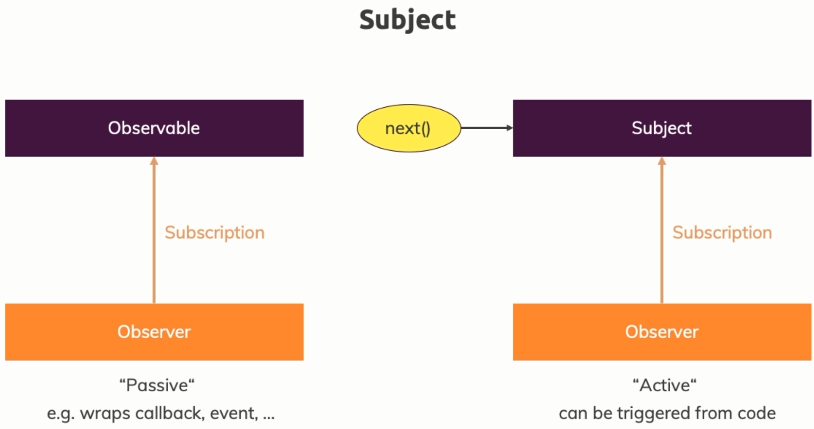 Subject
Observable
next()
Subject
Subscription
Subscription
Observer
Observer
“Passive“
“Active“
e.g. wraps callback, event, ...
can be triggered from code